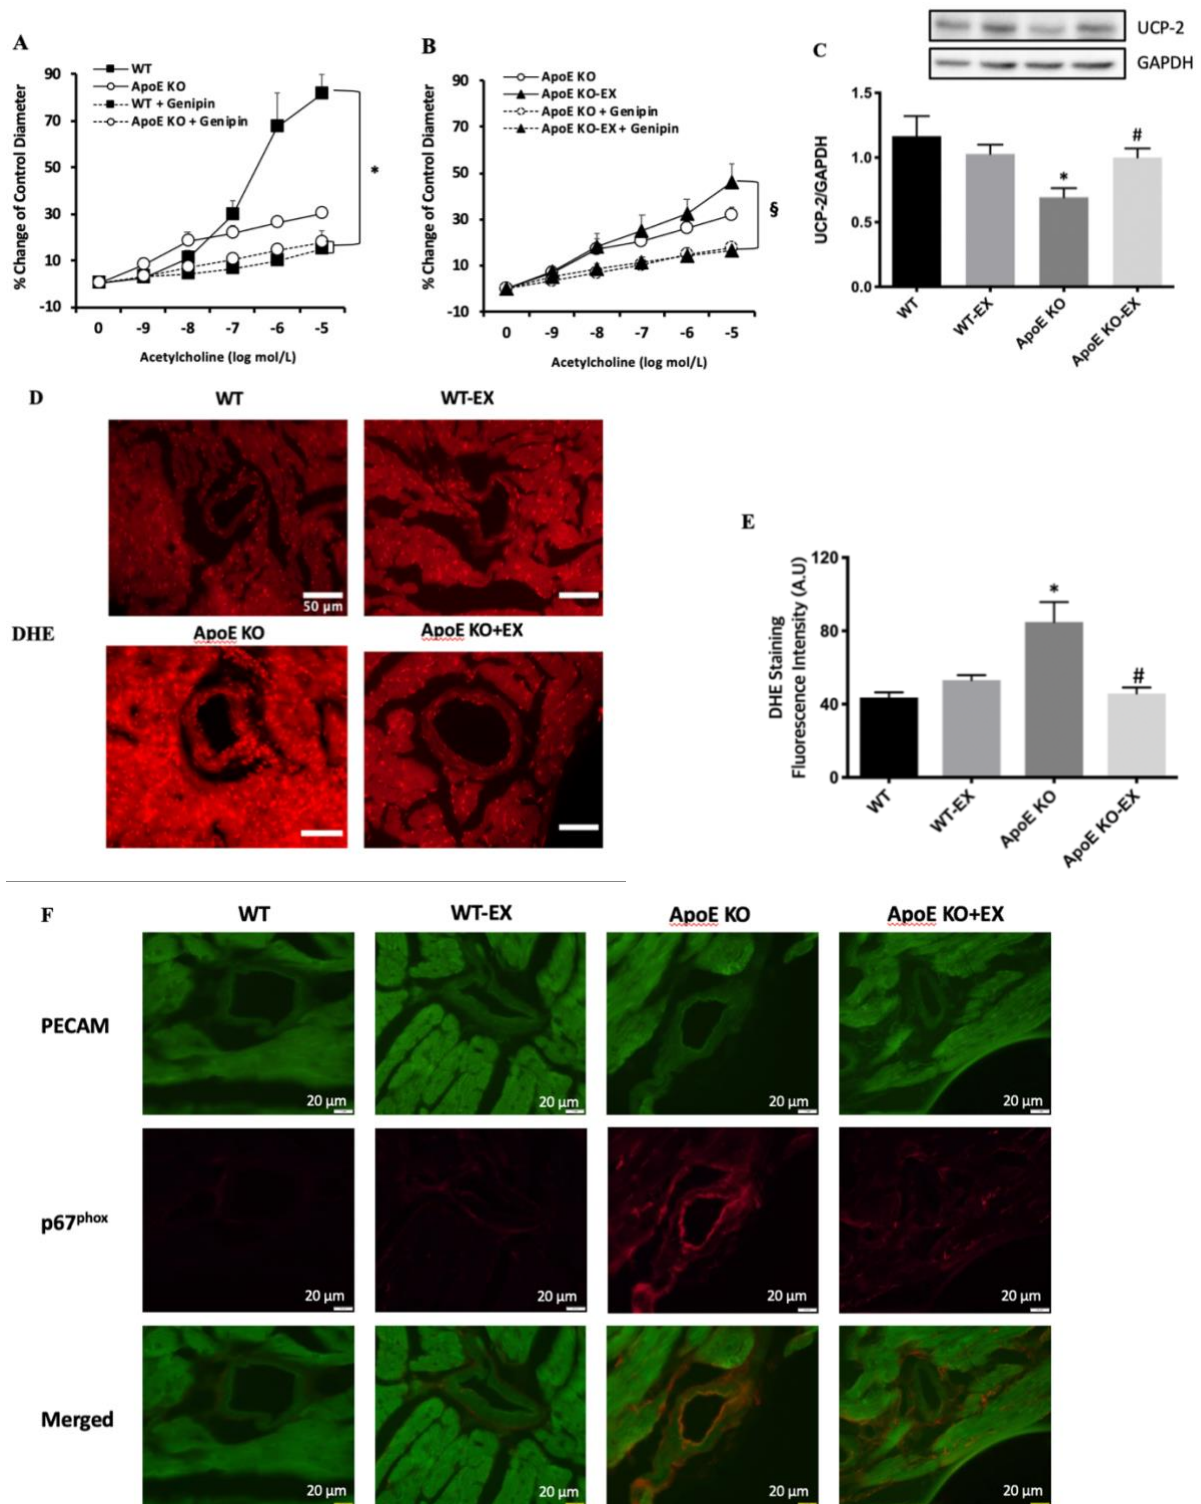 A
90
70
50
30
10
-10
% Change of Control Diameter
WT
ApoE KO
WT + Genipin
ApoE KO + Genipin
*
0 -9 -8 -7 -6 -5
Acetylcholine (log mol/L)
B
90
70
50
30
10
-10
% Change of Control Diameter
ApoE KO
ApoE KO-EX
ApoE KO + Genipin
ApoE KO-EX + Genipin
§
0 -9 -8 -7 -6 -5
Acetylcholine (log mol/L)
C
UCP-2
GAPDH
1.5
1.0
0.5
0.0
UCP-2/GAPDH
*
#
WT
WT-EX
ApoE KO
ApoE KO-EX
D
WT WT-EX
50 µm
DHE
ApoE KO ApoE KO+EX
E
120
80
40
0
DHE Staining
Fluorescence Intensity (A.U)
*
#
WT
WT-EX
ApoE KO
ApoE KO-EX
F
WT WT-EX ApoE KO ApoE KO+EX
PECAM
20 µm 20 µm 20 µm 20 µm
p67phox
20 µm 20 µm 20 µm 20 µm
Merged
20 µm 20 µm 20 µm 20 µm